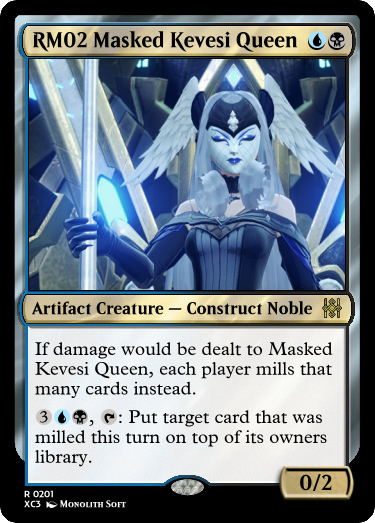 RM02 Masked Kevesi Queen
Artifact Creature — Construct Noble
If damage would be dealt to Masked
Kevesi Queen, each player mills that
many cards instead.
3, : Put target card that was
milled this turn on top of its owners
library.
0/2
R 0201
XC3 Monolith Soft